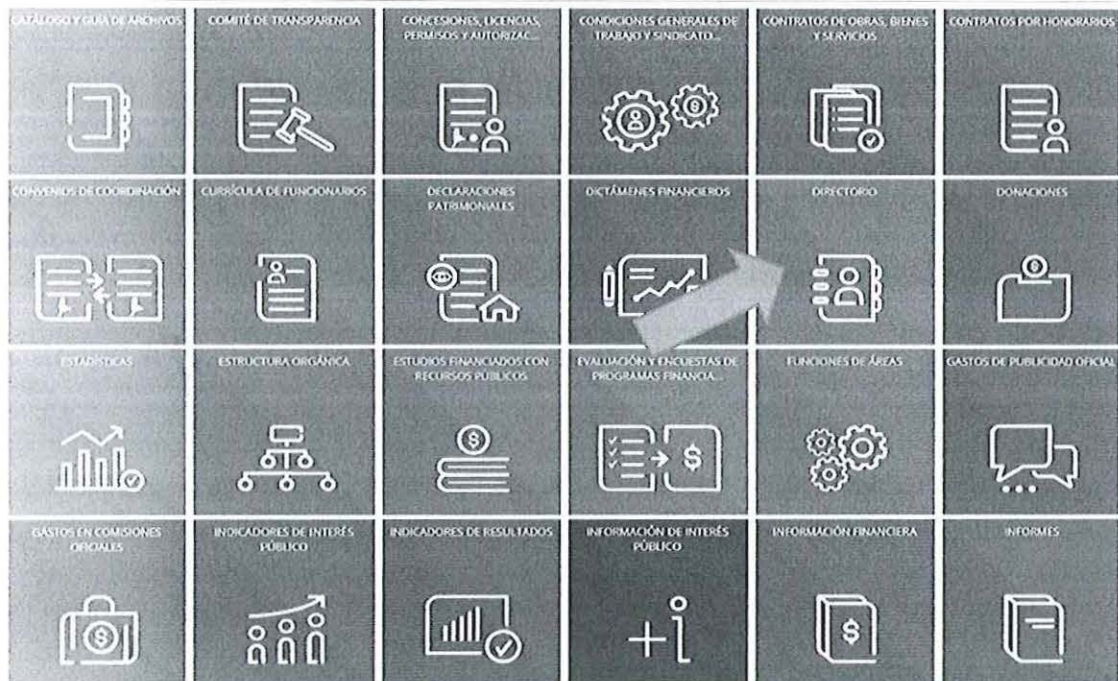 CATÁLOGO Y GUÍA DE ARCHIVOS
COMITÉ DE TRANSPARENCIA
CONCESIONES, LICENCIAS,
PERMISOS Y AUTORIZAC...
CONDICIONES GENERALES DE
TRABAJO Y SINDICATO...
CONTRATOS DE OBRAS, BIENES
Y SERVICIOS
CONTRATOS POR HONORARIOS
CONVENIOS DE COORDINACIÓN
CURRÍCULA DE FUNCIONARIOS
DECLARACIONES
PATRIMONIALES
DICTÁMENES FINANCIEROS
DIRECTORIO
DONACIONES
ESTADÍSTICAS
ESTRUCTURA ORGÁNICA
ESTUDIOS FINANCIADOS CON
RECURSOS PÚBLICOS
EVALUACIÓN Y ENCUESTAS DE
PROGRAMAS FINANCIA...
FUNCIONES DE ÁREAS
GASTOS DE PUBLICIDAD OFICIAL
GASTOS EN COMISIONES
OFICIALES
INDICADORES DE INTERÉS
PÚBLICO
INDICADORES DE RESULTADOS
INFORMACIÓN DE INTERÉS
PÚBLICO
INFORMACIÓN FINANCIERA
INFORMES